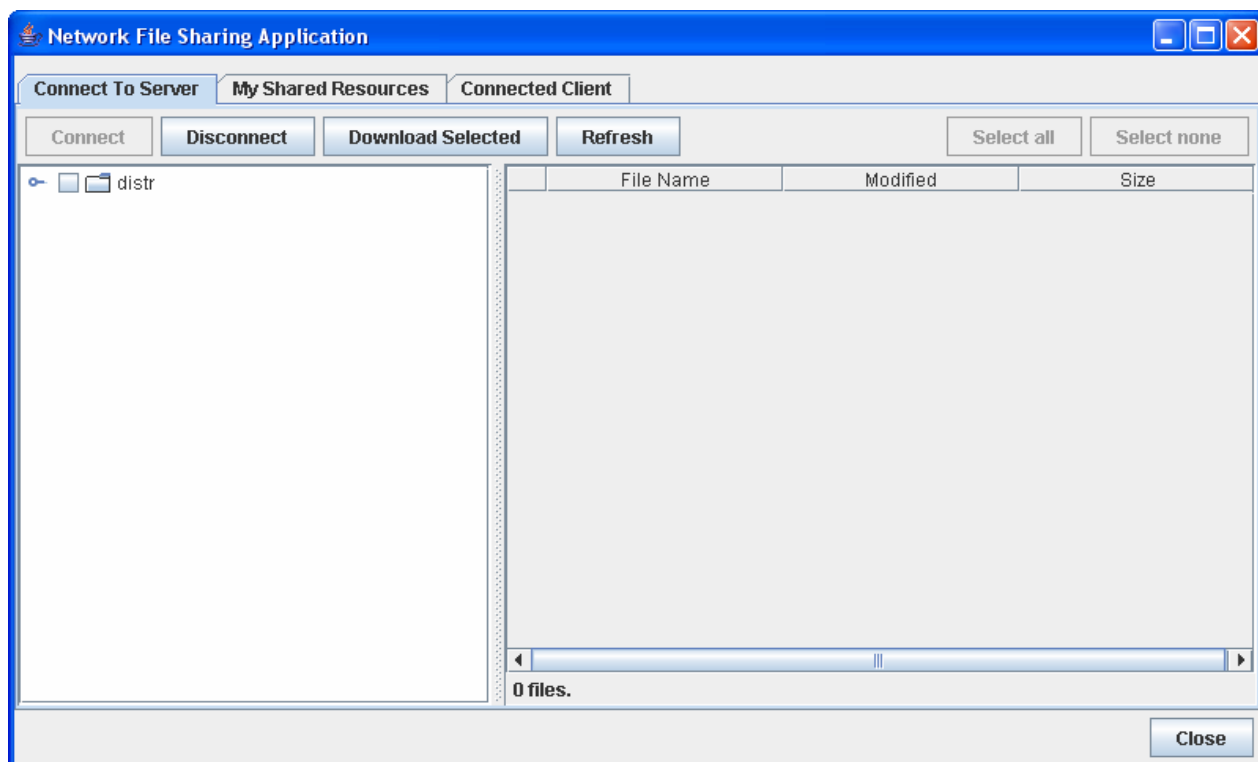 Network File Sharing Application
Connect To Server My Shared Resources Connected Client
Connect Disconnect Download Selected Refresh Select all Select none
distr
File Name Modified Size
0 files.
Close